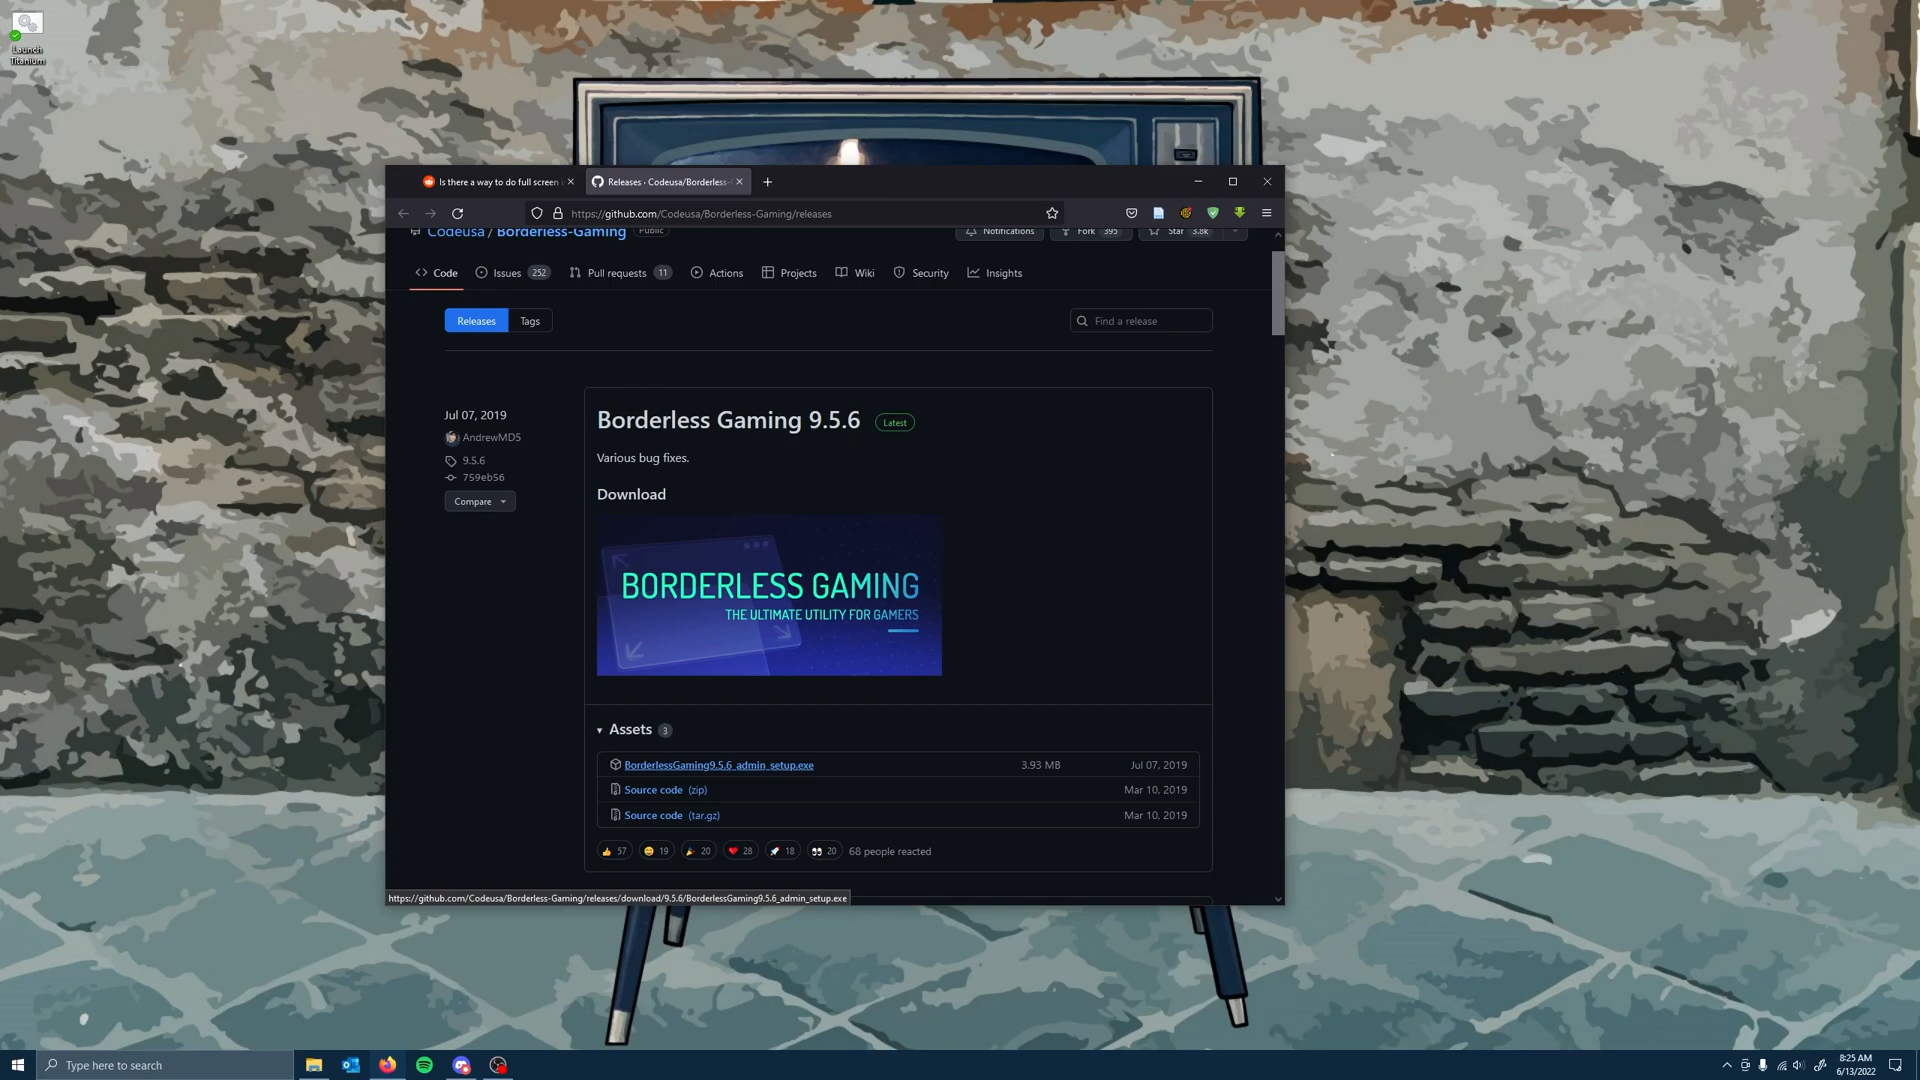 Launch
Titanium
Is there a way to do full screen i
Releases · Codeusa/Borderless-G
https://github.com/Codeusa/Borderless-Gaming/releases
Codeusa / Borderless-Gaming Public
Notifications
Fork 395
Star 3.8k
Code
Issues 252
Pull requests 11
Actions
Projects
Wiki
Security
Insights
Releases
Tags
Find a release
Jul 07, 2019
AndrewMD5
9.5.6
759eb56
Compare
Borderless Gaming 9.5.6 Latest
Various bug fixes.
Download
BORDERLESS GAMING
THE ULTIMATE UTILITY FOR GAMERS
Assets 3
BorderlessGaming9.5.6_admin_setup.exe 3.93 MB Jul 07, 2019
Source code (zip) Mar 10, 2019
Source code (tar.gz) Mar 10, 2019
57 19 20 28 18 20 68 people reacted
https://github.com/Codeusa/Borderless-Gaming/releases/download/9.5.6/BorderlessGaming9.5.6_admin_setup.exe
Type here to search
8:25 AM
6/13/2022